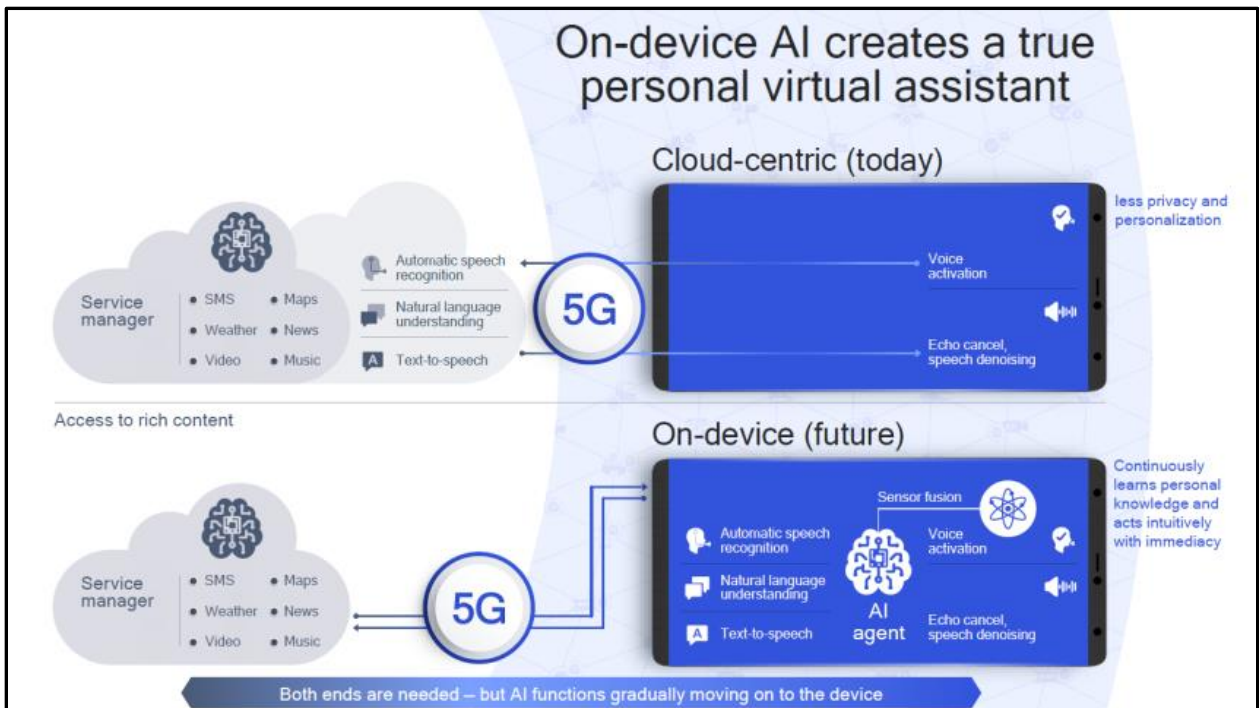 On-device AI creates a true
personal virtual assistant
Cloud-centric (today)
less privacy and
personalization
Service
manager
SMS
Maps
Weather
News
Video
Music
Automatic speech
recognition
Natural language
understanding
A
Text-to-speech
5G
Voice
activation
Echo cancel,
speech denoising
Access to rich content
On-device (future)
Continuously
learns personal
knowledge and
acts intuitively
with immediacy
Service
manager
SMS
Maps
Weather
News
Video
Music
5G
Automatic speech
recognition
Natural language
understanding
A
Text-to-speech
Sensor fusion
AI
agent
Voice
activation
Echo cancel,
speech denoising
Both ends are needed – but AI functions gradually moving on to the device